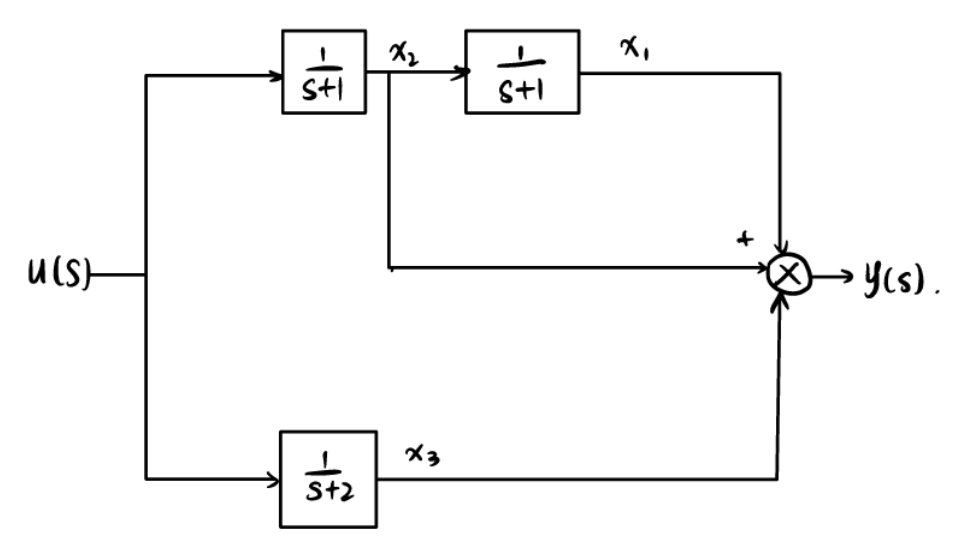 1/(s+1) x₂ 1/(s+1) x₁
+
U(s) y(s).
1/(s+2) x₃